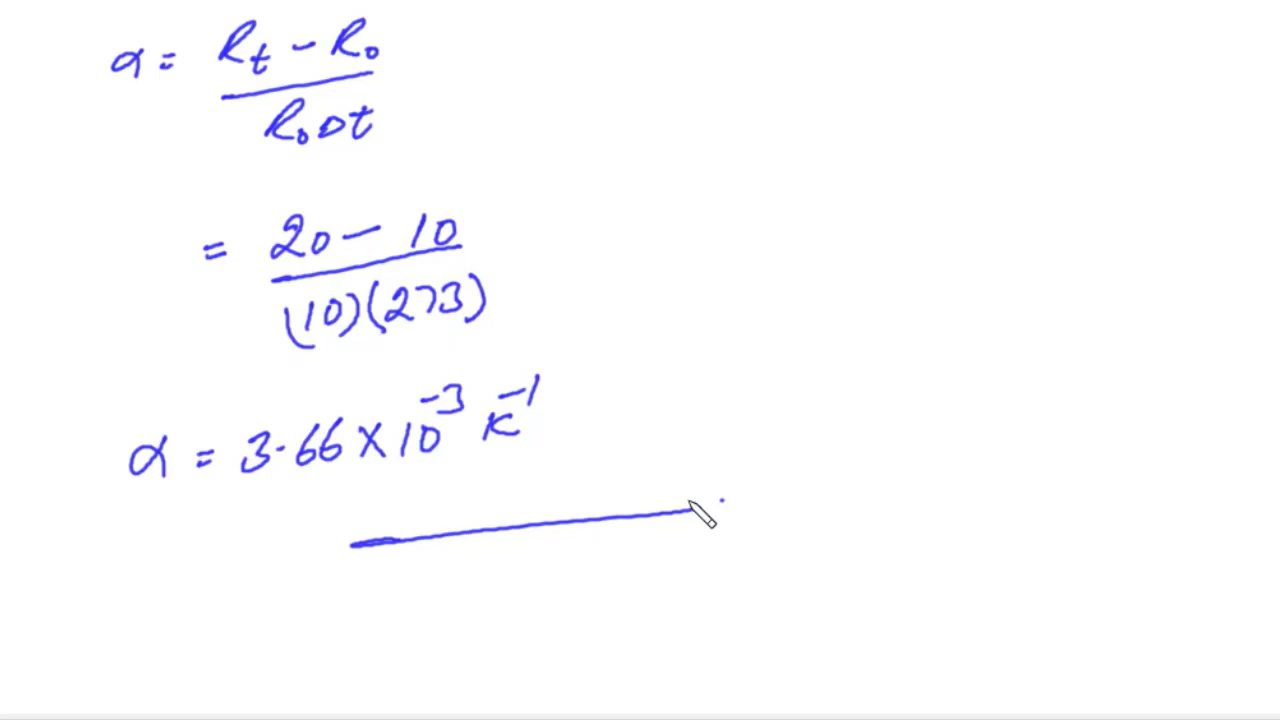 α = Rt - R₀ / R₀Δt
= 20 - 10 / (10)(273)
α = 3.66 × 10⁻³ K⁻¹